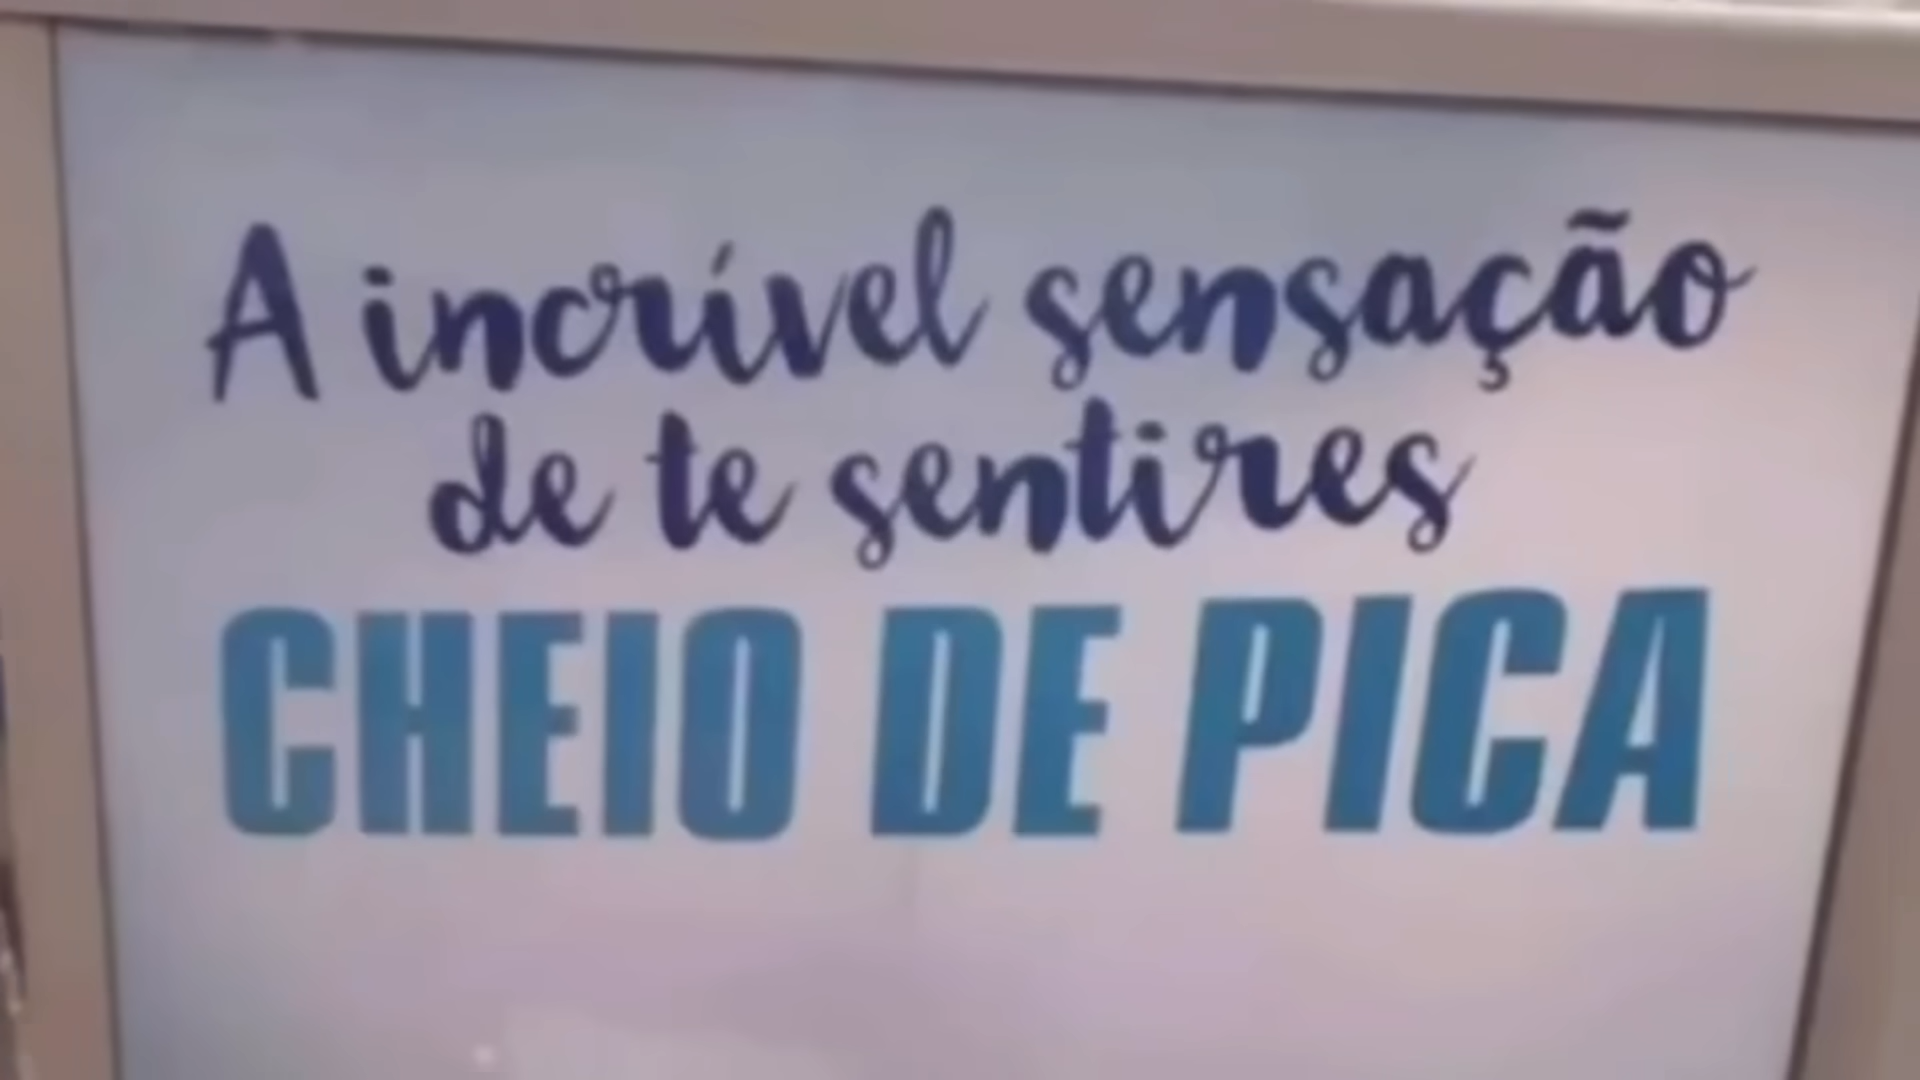 A incrível sensação
de te sentires
CHEIO DE PICA